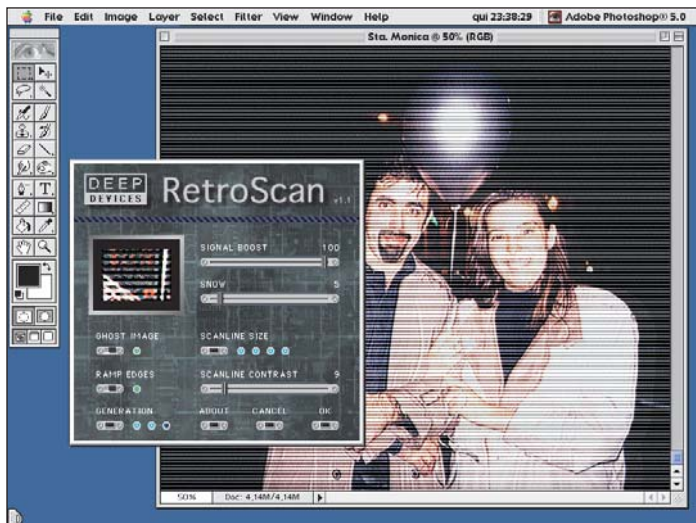 File Edit Image Layer Select Filter View Window Help qui 23:38:29 Adobe Photoshop® 5.0
Sta. Monica @ 50% (RGB)
DEEP DEVICES
RetroScan v1.1
SIGNAL BOOST 100
SNOW 5
GHOST IMAGE SCANLINE SIZE
RAMP EDGES SCANLINE CONTRAST 9
GENERATION ABOUT CANCEL OK
50% Doc: 4,14M/4,14M